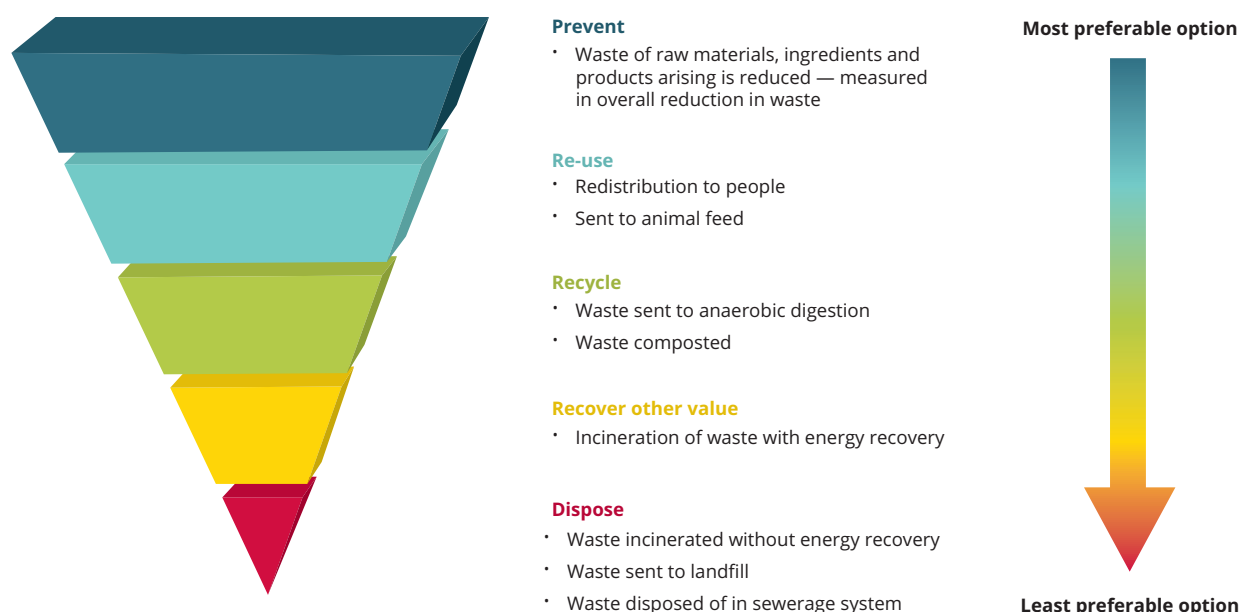 Prevent
• Waste of raw materials, ingredients and
products arising is reduced — measured
in overall reduction in waste
Re-use
• Redistribution to people
• Sent to animal feed
Recycle
• Waste sent to anaerobic digestion
• Waste composted
Recover other value
• Incineration of waste with energy recovery
Dispose
• Waste incinerated without energy recovery
• Waste sent to landfill
• Waste disposed of in sewerage system
Most preferable option
Least preferable option